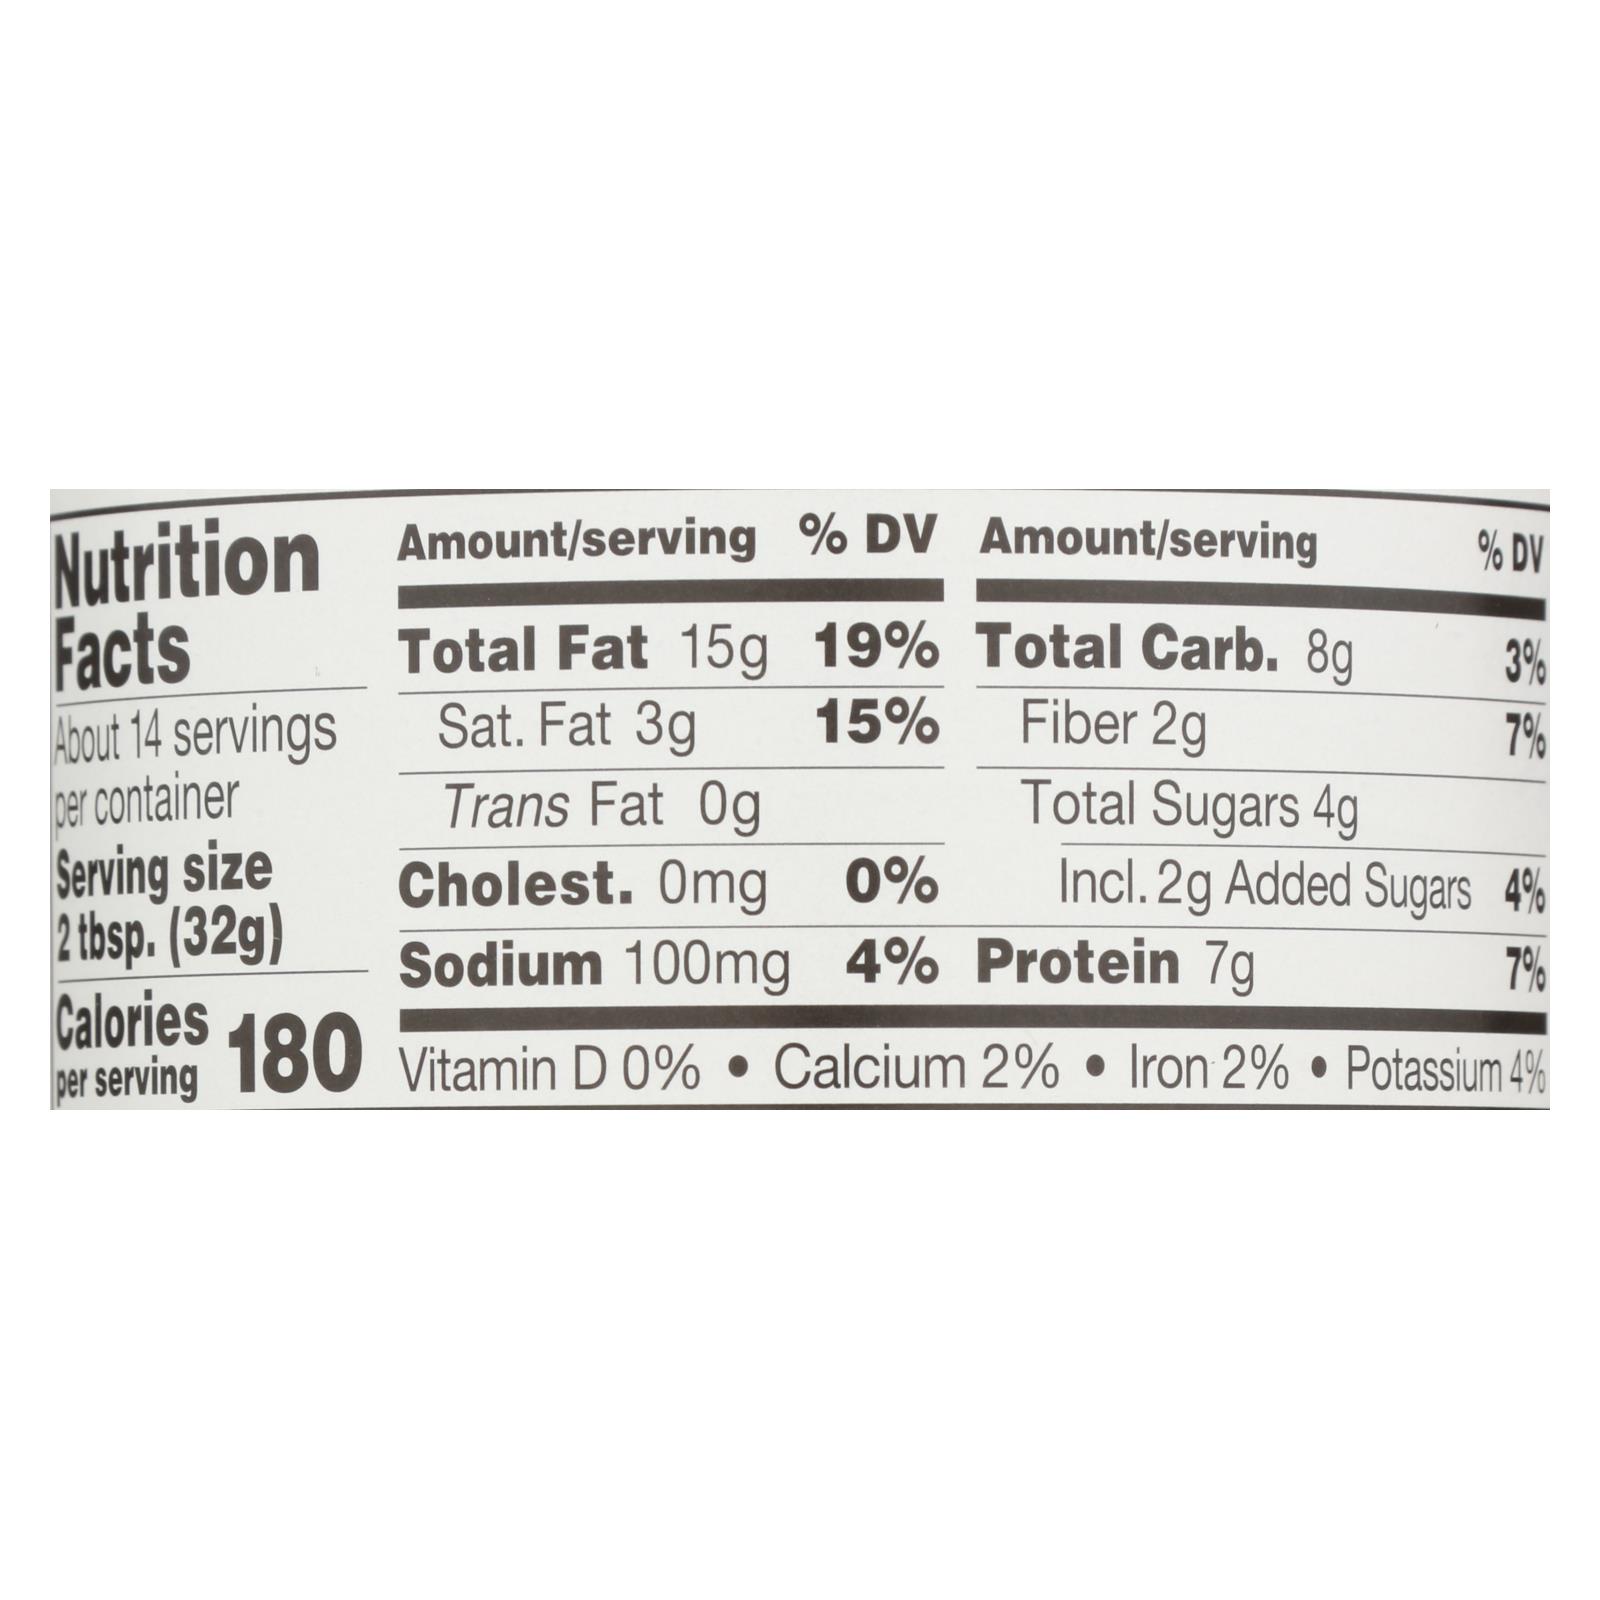 Nutrition
Facts
About 14 servings
per container
Serving size
2 tbsp. (32g)
Calories
per serving 180
Amount/serving % DV
Total Fat 15g 19%
Sat. Fat 3g 15%
Trans Fat 0g
Cholest. 0mg 0%
Sodium 100mg 4%
Amount/serving % DV
Total Carb. 8g 3%
Fiber 2g 7%
Total Sugars 4g
Incl. 2g Added Sugars 4%
Protein 7g 7%
Vitamin D 0% • Calcium 2% • Iron 2% • Potassium 4%